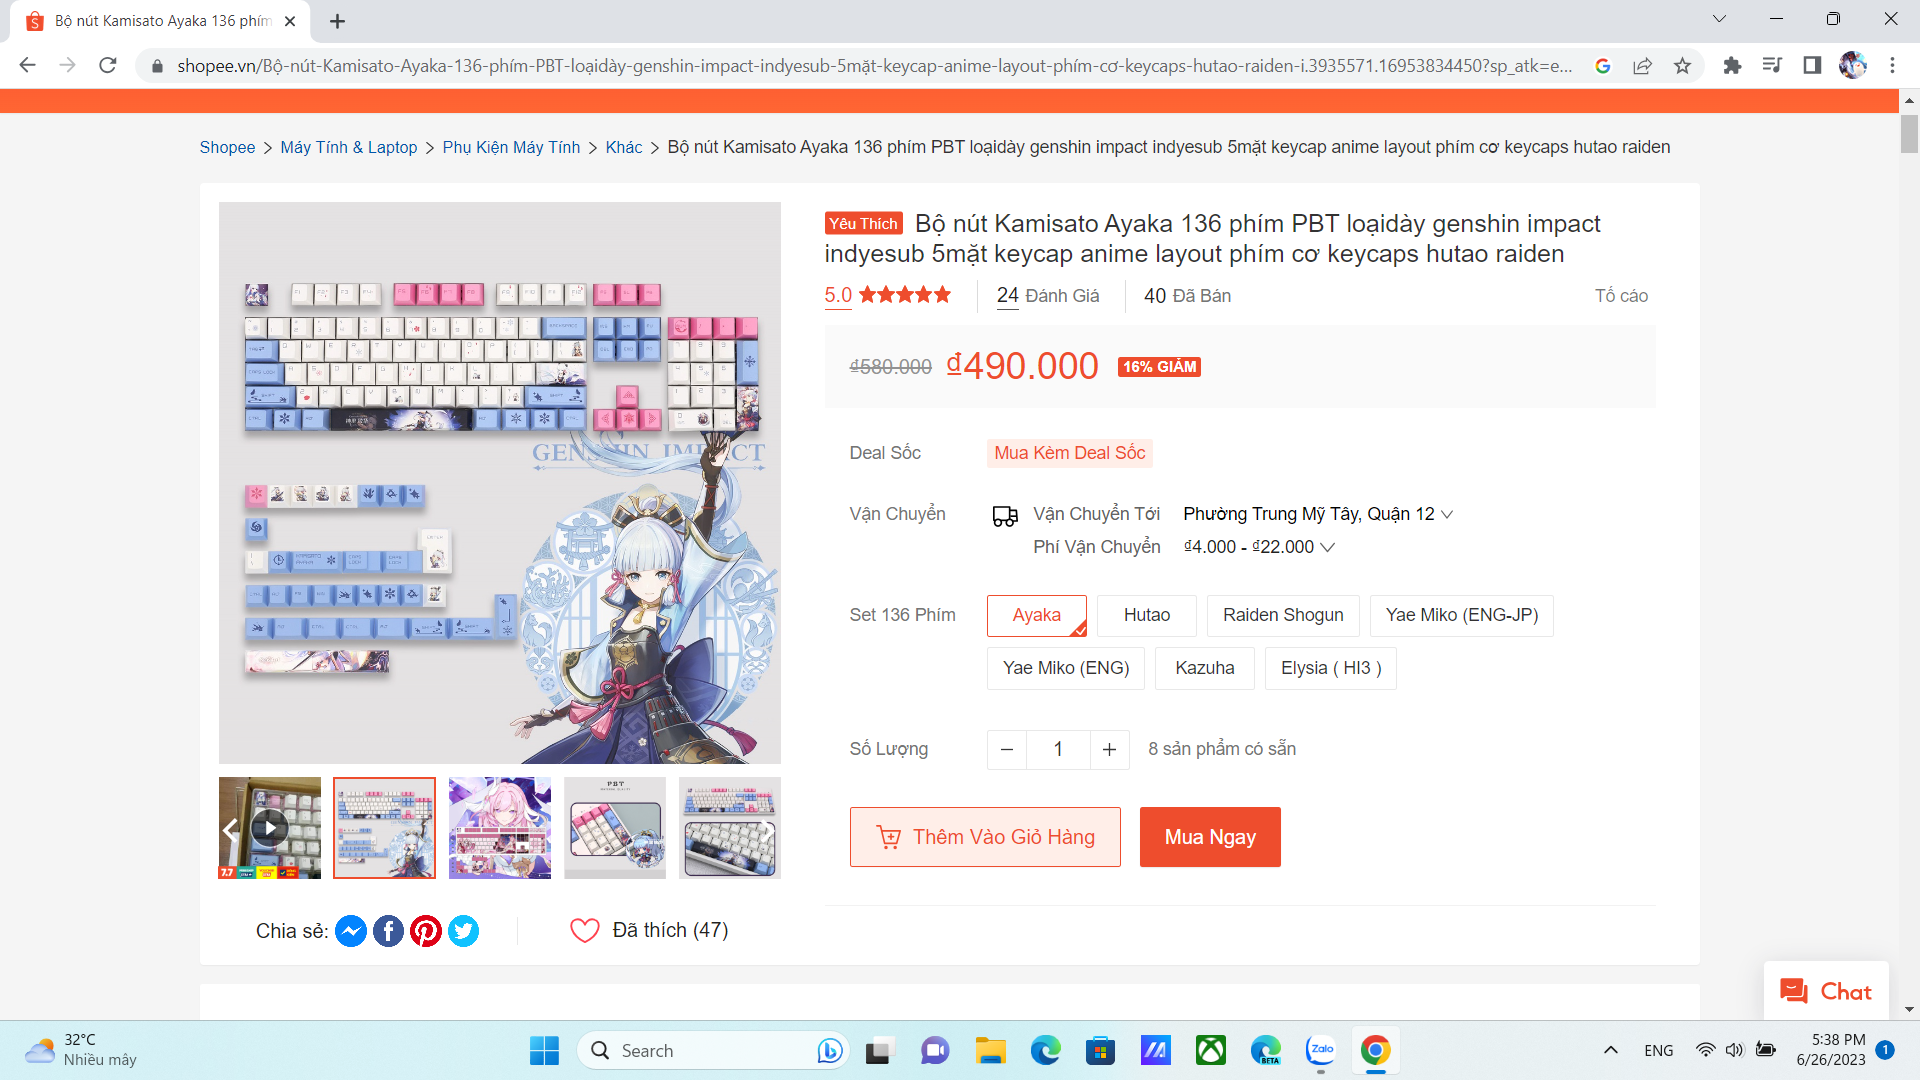 Bộ nút Kamisato Ayaka 136 phím
shopee.vn/Bộ-nút-Kamisato-Ayaka-136-phím-PBT-loạidày-genshin-impact-indyesub-5mặt-keycap-anime-layout-phím-cơ-keycaps-hutao-raiden-i.3935571.16953834450?sp_atk=e...
Shopee > Máy Tính & Laptop > Phụ Kiện Máy Tính > Khác > Bộ nút Kamisato Ayaka 136 phím PBT loạidày genshin impact indyesub 5mặt keycap anime layout phím cơ keycaps hutao raiden
Yêu Thích Bộ nút Kamisato Ayaka 136 phím PBT loạidày genshin impact
indyesub 5mặt keycap anime layout phím cơ keycaps hutao raiden
5.0 24 Đánh Giá 40 Đã Bán Tố cáo
₫580.000 ₫490.000 16% GIẢM
Deal Sốc Mua Kèm Deal Sốc
Vận Chuyển Vận Chuyển Tới Phường Trung Mỹ Tây, Quận 12
Phí Vận Chuyển ₫4.000 - ₫22.000
Set 136 Phím Ayaka Hutao Raiden Shogun Yae Miko (ENG-JP)
Yae Miko (ENG) Kazuha Elysia ( HI3 )
Số Lượng 1 8 sản phẩm có sẵn
Thêm Vào Giỏ Hàng Mua Ngay
GENSHIN IMPACT
PBT
7.7
Chia sẻ: Đã thích (47)
Chat
32°C
Nhiều mây
Search
BETA
Zalo
ENG
5:38 PM
6/26/2023
1